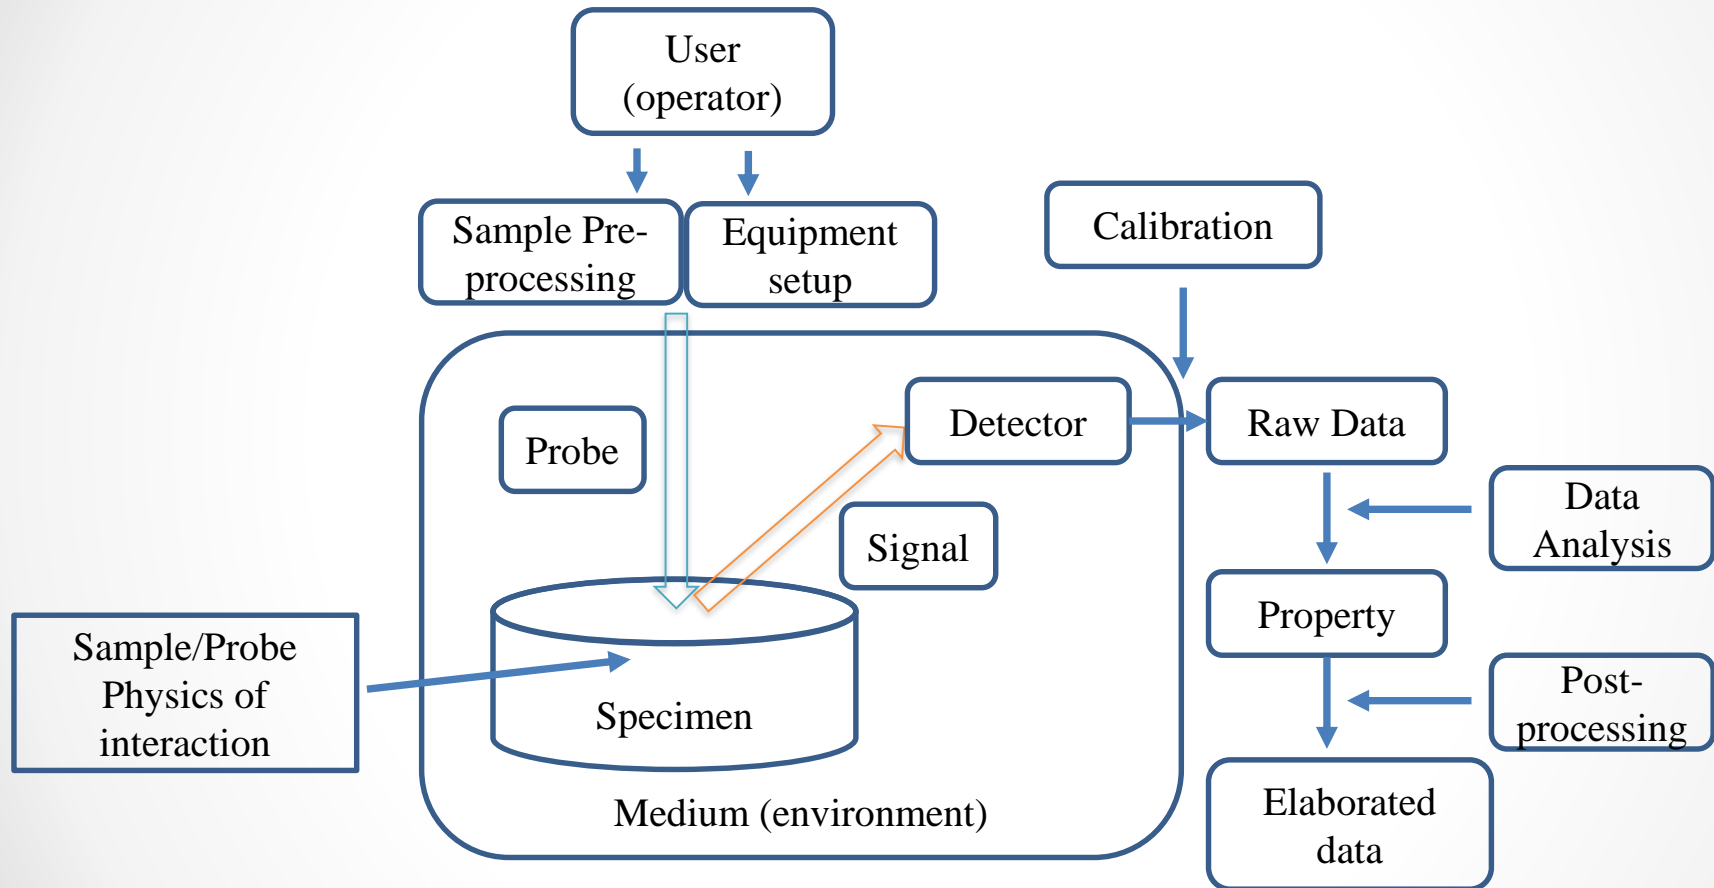 User
(operator)
Sample Pre-
processing
Equipment
setup
Calibration
Probe
Detector
Raw Data
Signal
Data
Analysis
Property
Sample/Probe
Physics of
interaction
Specimen
Post-
processing
Medium (environment)
Elaborated
data